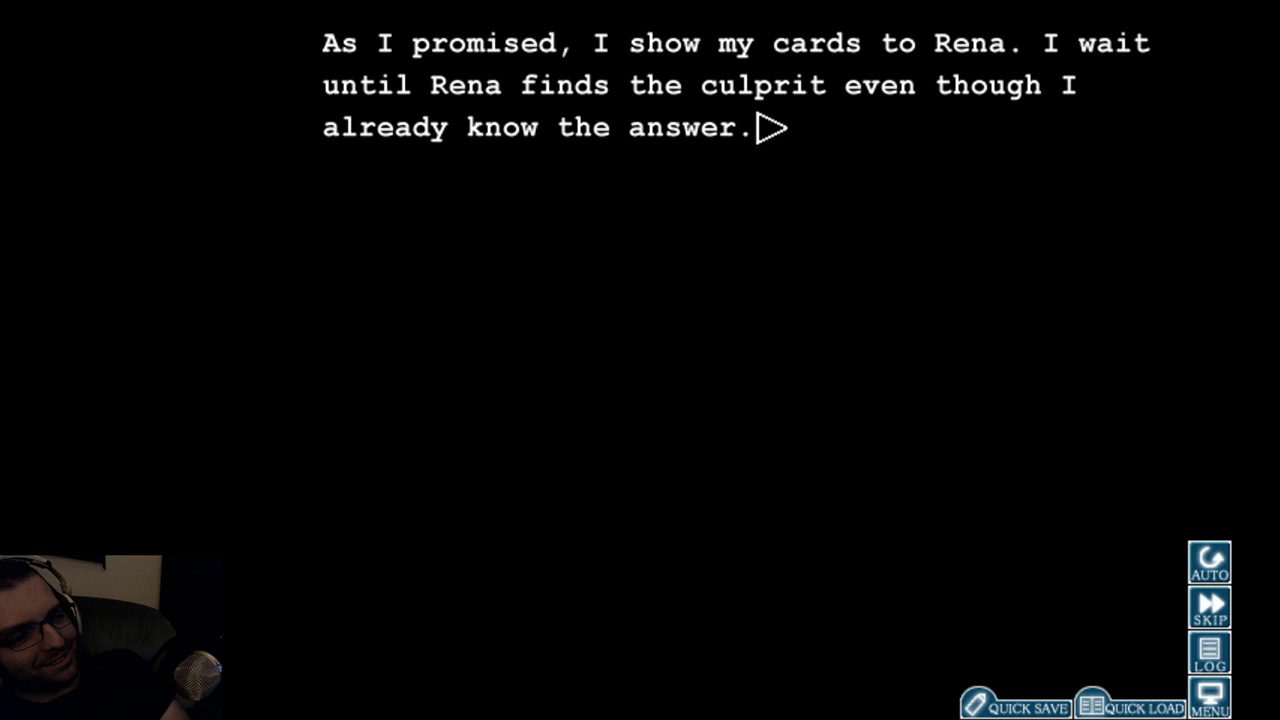 As I promised, I show my cards to Rena. I wait
until Rena finds the culprit even though I
already know the answer.
AUTO
SKIP
LOG
QUICK SAVE
QUICK LOAD
MENU